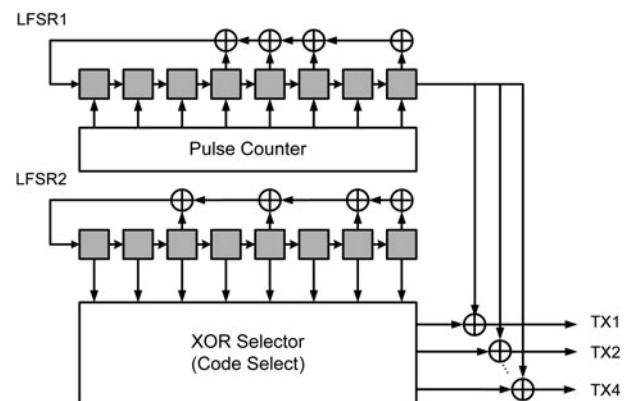 LFSR1
Pulse Counter
LFSR2
XOR Selector
(Code Select)
TX1
TX2
TX4